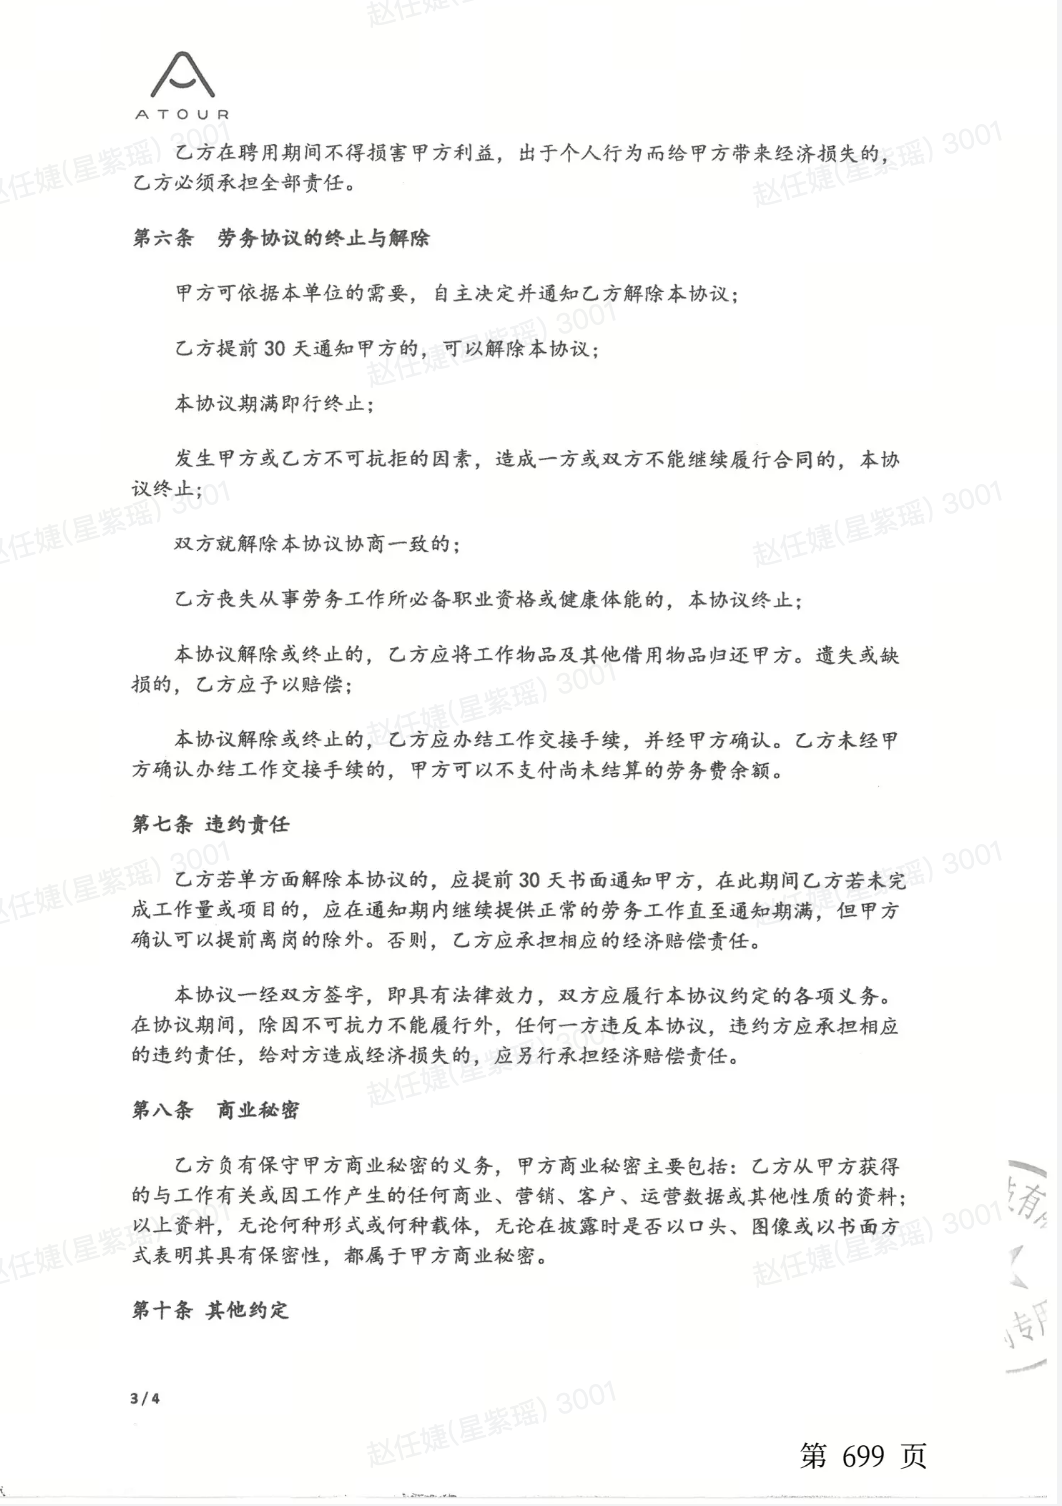 ATOUR
乙方在聘用期间不得损害甲方利益，出于个人行为而给甲方带来经济损失的，
乙方必须承担全部责任。
第六条 劳务协议的终止与解除
甲方可依据本单位的需要，自主决定并通知乙方解除本协议；
乙方提前 30 天通知甲方的，可以解除本协议；
本协议期满即行终止；
发生甲方或乙方不可抗拒的因素，造成一方或双方不能继续履行合同的，本协
议终止；
双方就解除本协议协商一致的；
乙方丧失从事劳务工作所必备职业资格或健康体能的，本协议终止；
本协议解除或终止的，乙方应将工作物品及其他借用物品归还甲方。遗失或缺
损的，乙方应予以赔偿；
本协议解除或终止的，乙方应办结工作交接手续，并经甲方确认。乙方未经甲
方确认办结工作交接手续的，甲方可以不支付尚未结算的劳务费余额。
第七条 违约责任
乙方若单方面解除本协议的，应提前 30 天书面通知甲方，在此期间乙方若未完
成工作量或项目的，应在通知期内继续提供正常的劳务工作直至通知期满，但甲方
确认可以提前离岗的除外。否则，乙方应承担相应的经济赔偿责任。
本协议一经双方签字，即具有法律效力，双方应履行本协议约定的各项义务。
在协议期间，除因不可抗力不能履行外，任何一方违反本协议，违约方应承担相应
的违约责任，给对方造成经济损失的，应另行承担经济赔偿责任。
第八条 商业秘密
乙方负有保守甲方商业秘密的义务，甲方商业秘密主要包括：乙方从甲方获得
的与工作有关或因工作产生的任何商业、营销、客户、运营数据或其他性质的资料；
以上资料，无论何种形式或何种载体，无论在披露时是否以口头、图像或以书面方
式表明其具有保密性，都属于甲方商业秘密。
第十条 其他约定
3 / 4
第 699 页
赵任婕(星紫瑶) 3001